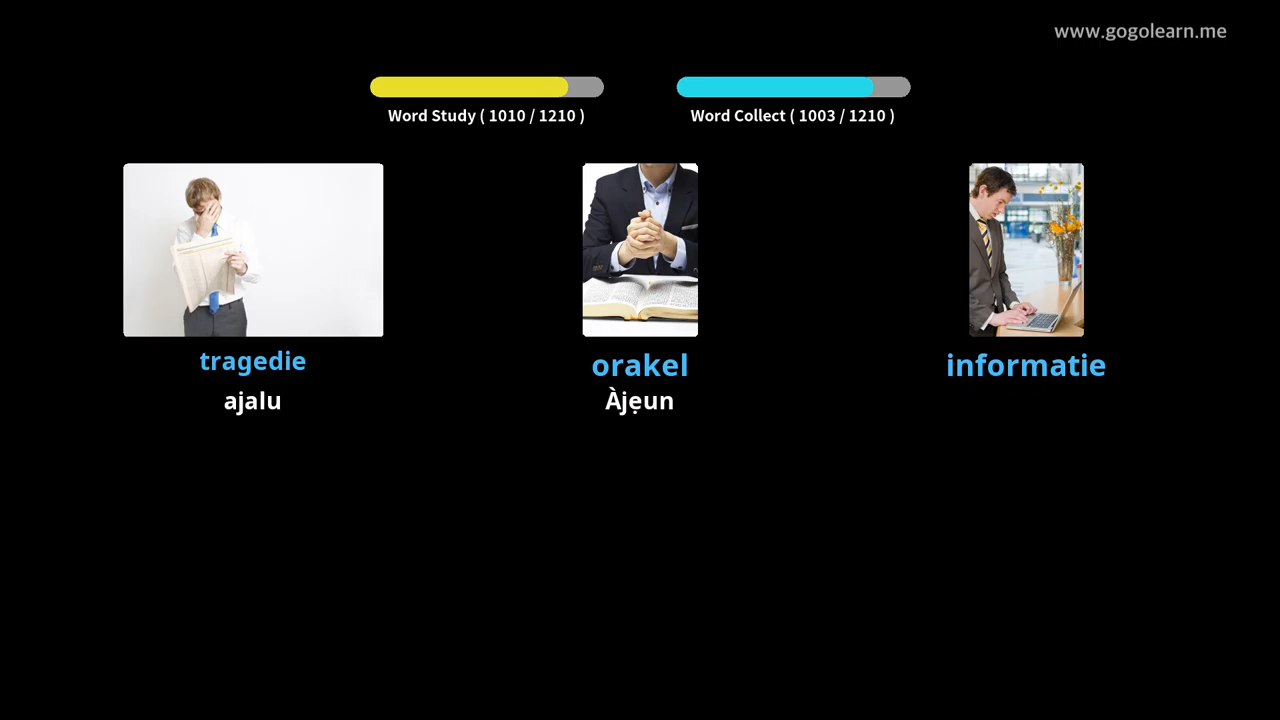 www.gogolearn.me
Word Study ( 1010 / 1210 )
Word Collect ( 1003 / 1210 )
tragedie
ajalu
orakel
Àjẹun
informatie